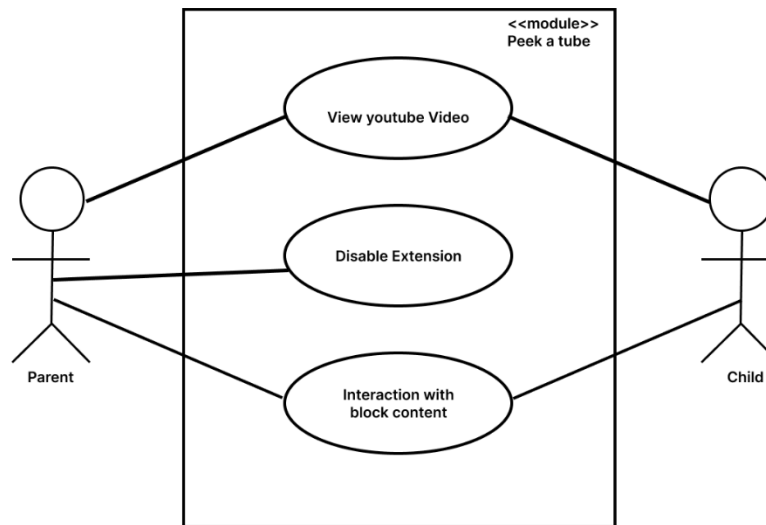 <<module>>
Peek a tube
View youtube Video
Disable Extension
Interaction with
block content
Parent
Child